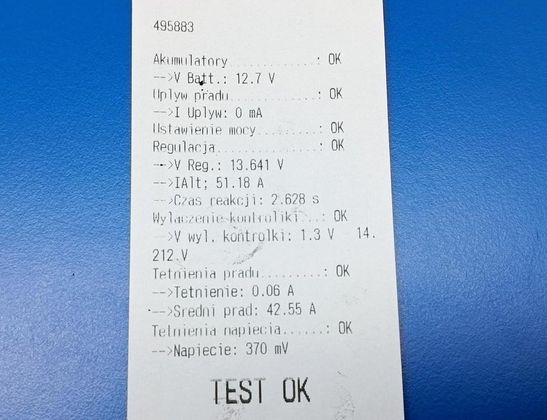 495883
Akumulatory............: OK
-->V Batt.: 12.7 V
Uplyw pradu............: OK
-->I Uplyw: 0 mA
Ustawienie mocy........: OK
Regulacja..............: OK
-->V Reg.: 13.641 V
-->IAlt; 51.18 A
-->Czas reakcji: 2.628 s
Wylaczenie kontrolki...: OK
-->V wyl. kontrolki: 1.3 V 14.
212 V
Tetnienia pradu..........: OK
-->Tetnienie: 0.06 A
-->Sredni prad: 42.55 A
Tetnienia napiecia......: OK
-->Napiecie: 370 mV
TEST OK